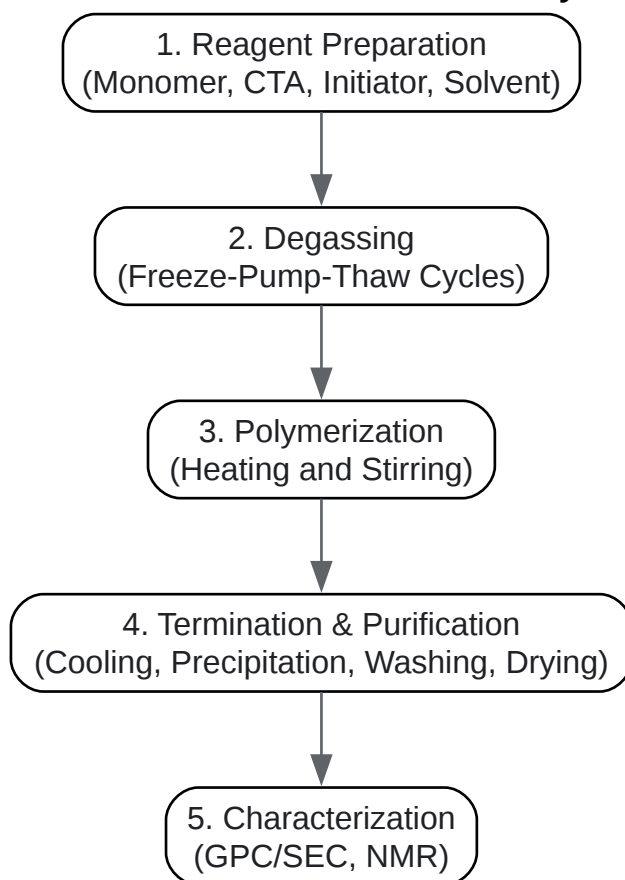 1. Reagent Preparation
(Monomer, CTA, Initiator, Solvent)
2. Degassing
(Freeze-Pump-Thaw Cycles)
3. Polymerization
(Heating and Stirring)
4. Termination & Purification
(Cooling, Precipitation, Washing, Drying)
5. Characterization
(GPC/SEC, NMR)